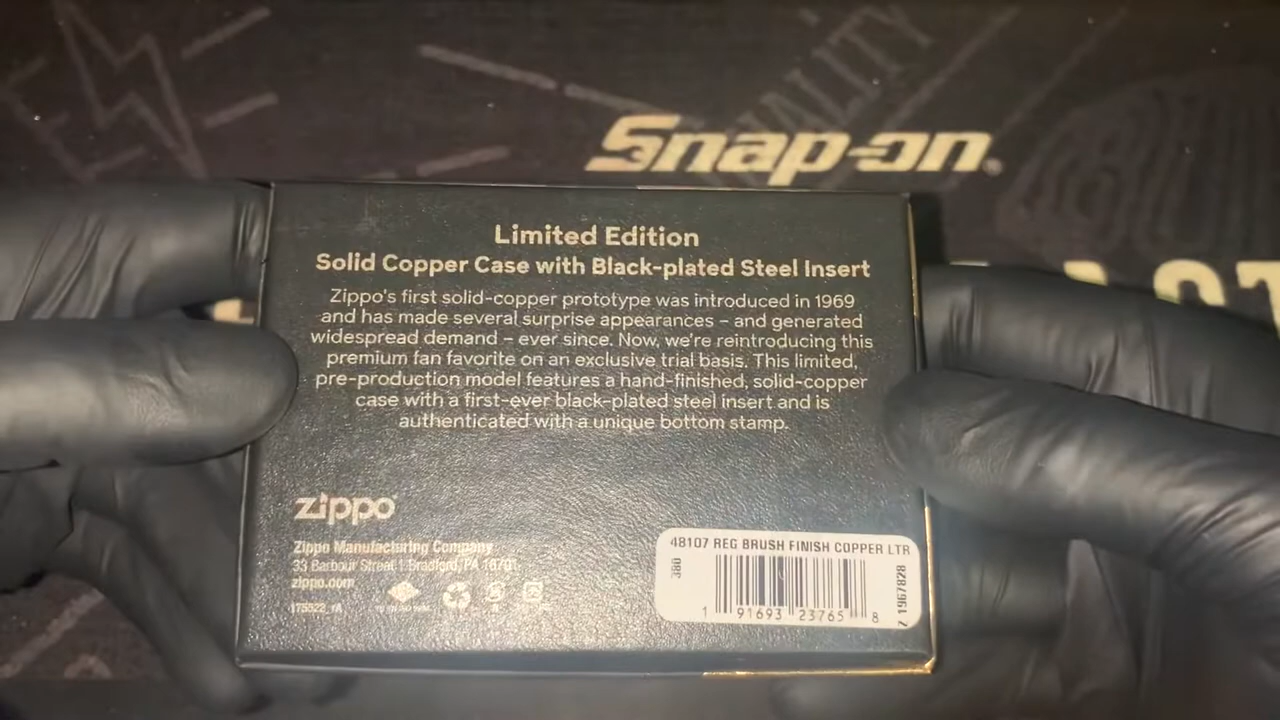 QUALITY
Snap-on
Limited Edition
Solid Copper Case with Black-plated Steel Insert
Zippo's first solid-copper prototype was introduced in 1969
and has made several surprise appearances – and generated
widespread demand – ever since. Now, we're reintroducing this
premium fan favorite on an exclusive trial basis. This limited,
pre-production model features a hand-finished, solid-copper
case with a first-ever black-plated steel insert and is
authenticated with a unique bottom stamp.
zippo
Zippo Manufacturing Company
33 Barbour Street | Bradford, PA 16701
zippo.com
48107 REG BRUSH FINISH COPPER LTR
1 91693 23765 8